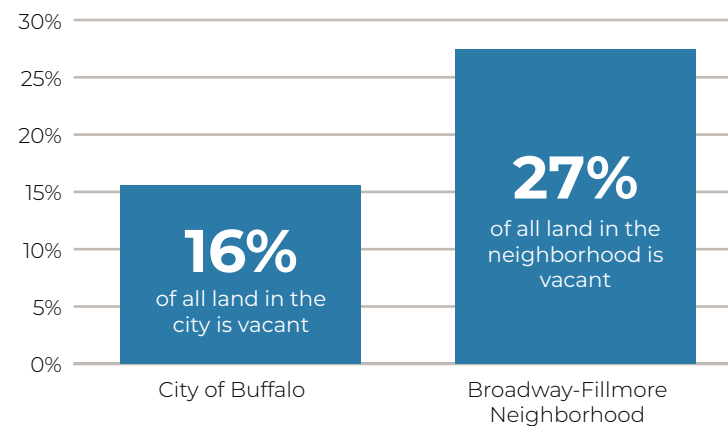 30%
25%
20%
15%
10%
5%
0%
16%
of all land in the
city is vacant
27%
of all land in the
neighborhood is
vacant
City of Buffalo
Broadway-Fillmore
Neighborhood